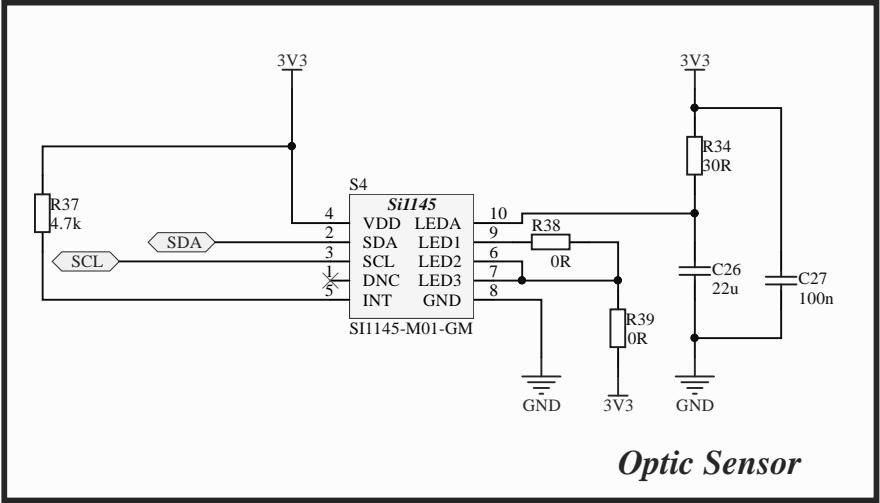 3V3
3V3
R34
30R
S4
Si1145
R37
4.7k
4 VDD LEDA 10
R38
SDA
2 SDA LED1 9
0R
SCL
3 SCL LED2 6
1 DNC LED3 7
C26
22u
C27
100n
5 INT GND 8
SI1145-M01-GM
R39
0R
GND
3V3
GND
Optic Sensor